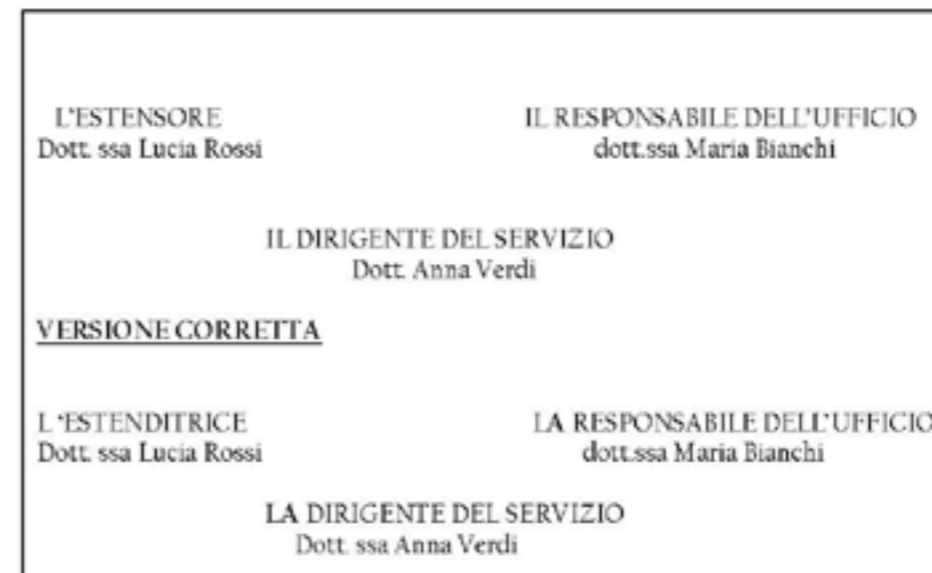 L'ESTENSORE IL RESPONSABILE DELL'UFFICIO
Dott. ssa Lucia Rossi dott.ssa Maria Bianchi
IL DIRIGENTE DEL SERVIZIO
Dott. Anna Verdi
VERSIONE CORRETTA
L 'ESTENDITRICE LA RESPONSABILE DELL'UFFICIO
Dott. ssa Lucia Rossi dott.ssa Maria Bianchi
LA DIRIGENTE DEL SERVIZIO
Dott. ssa Anna Verdi